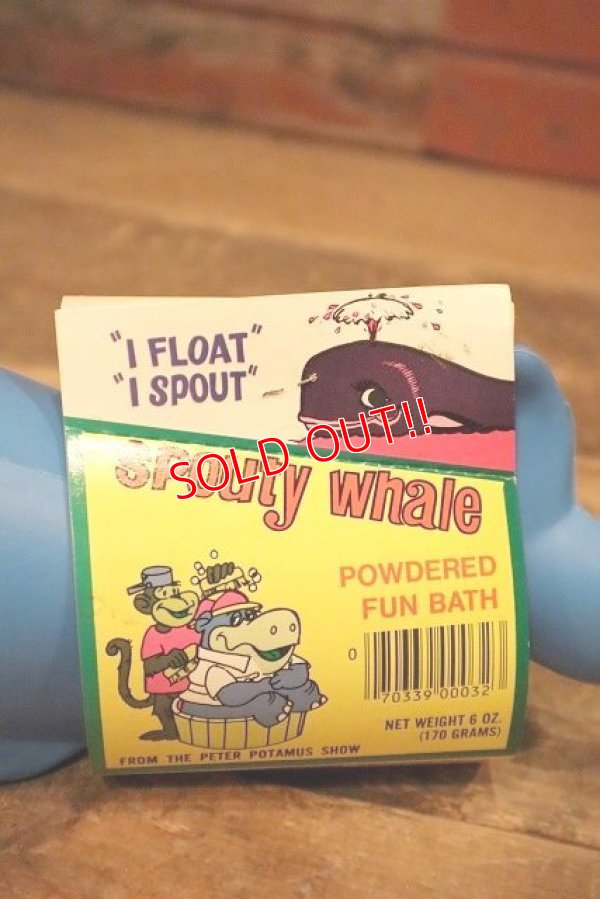 "I FLOAT"
"I SPOUT"
SOLD OUT!!
Spouty Whale
POWDERED
FUN BATH
0
70339 00032
NET WEIGHT 6 OZ.
(170 GRAMS)
FROM THE PETER POTAMUS SHOW